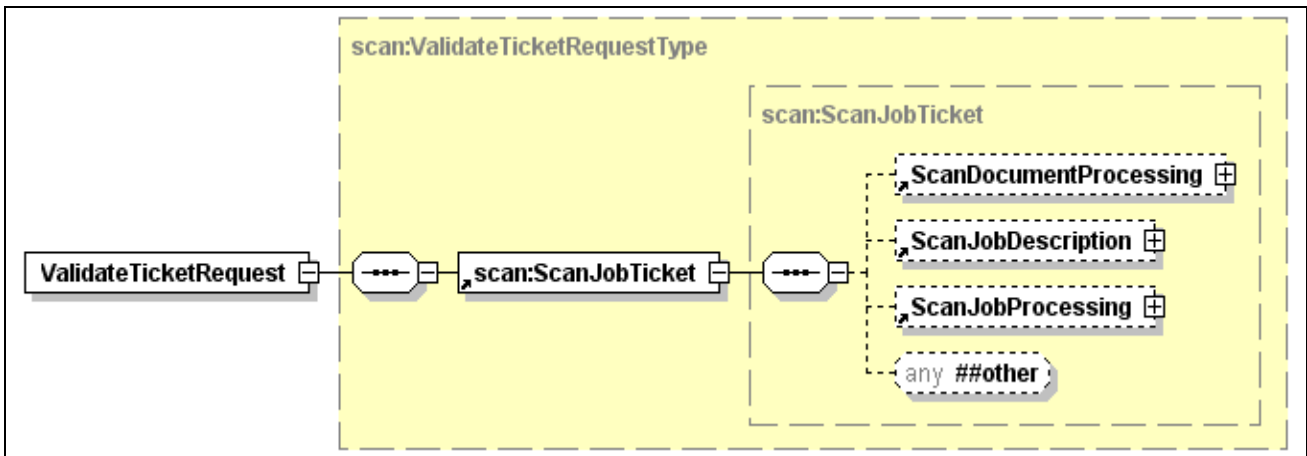 scan:ValidateTicketRequestType
scan:ScanJobTicket
ScanDocumentProcessing
ScanJobDescription
ValidateTicketRequest
scan:ScanJobTicket
ScanJobProcessing
any ##other